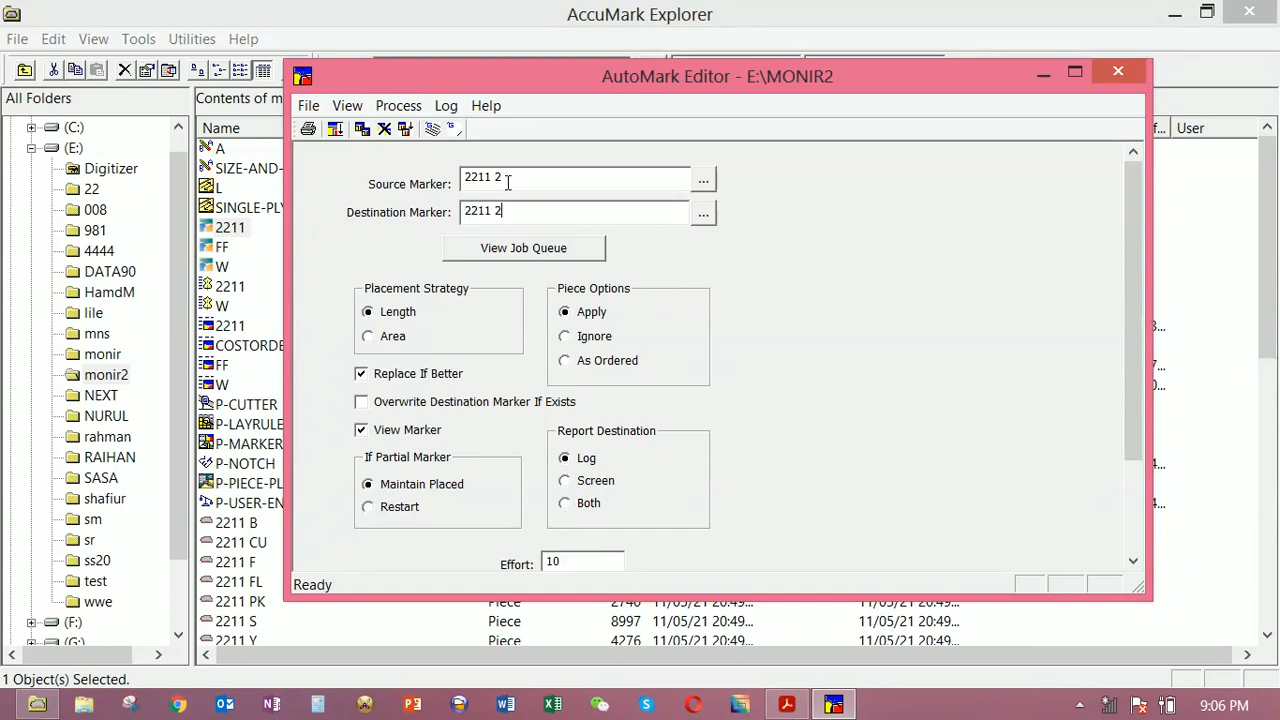 AccuMark Explorer
File Edit View Tools Utilities Help
All Folders
Contents of m
(C:)
(E:)
Digitizer
22
008
981
4444
DATA90
HamdM
lile
mns
monir
monir2
NEXT
NURUL
rahman
RAIHAN
SASA
shafiur
sm
sr
ss20
test
wwe
(F:)
(G:)
Name
A
SIZE-AND-
L
SINGLE-PLY
2211
FF
W
2211
W
2211
COSTORDE
FF
W
P-CUTTER
P-LAYRULE
P-MARKER
P-NOTCH
P-PIECE-PL
P-USER-EN
2211 B
2211 CU
2211 F
2211 FL
2211 PK
2211 S
2211 Y
AutoMark Editor - E:\MONIR2
File View Process Log Help
Source Marker: 2211 2 ...
Destination Marker: 2211 2 ...
View Job Queue
Placement Strategy
Length
Area
Replace If Better
Overwrite Destination Marker If Exists
View Marker
If Partial Marker
Maintain Placed
Restart
Piece Options
Apply
Ignore
As Ordered
Report Destination
Log
Screen
Both
Effort: 10
Ready
f... User
Piece 2740 11/05/21 20:49... 11/05/21 20:49...
Piece 8997 11/05/21 20:49... 11/05/21 20:49...
Piece 4276 11/05/21 20:49... 11/05/21 20:49...
1 Object(s) Selected.
9:06 PM